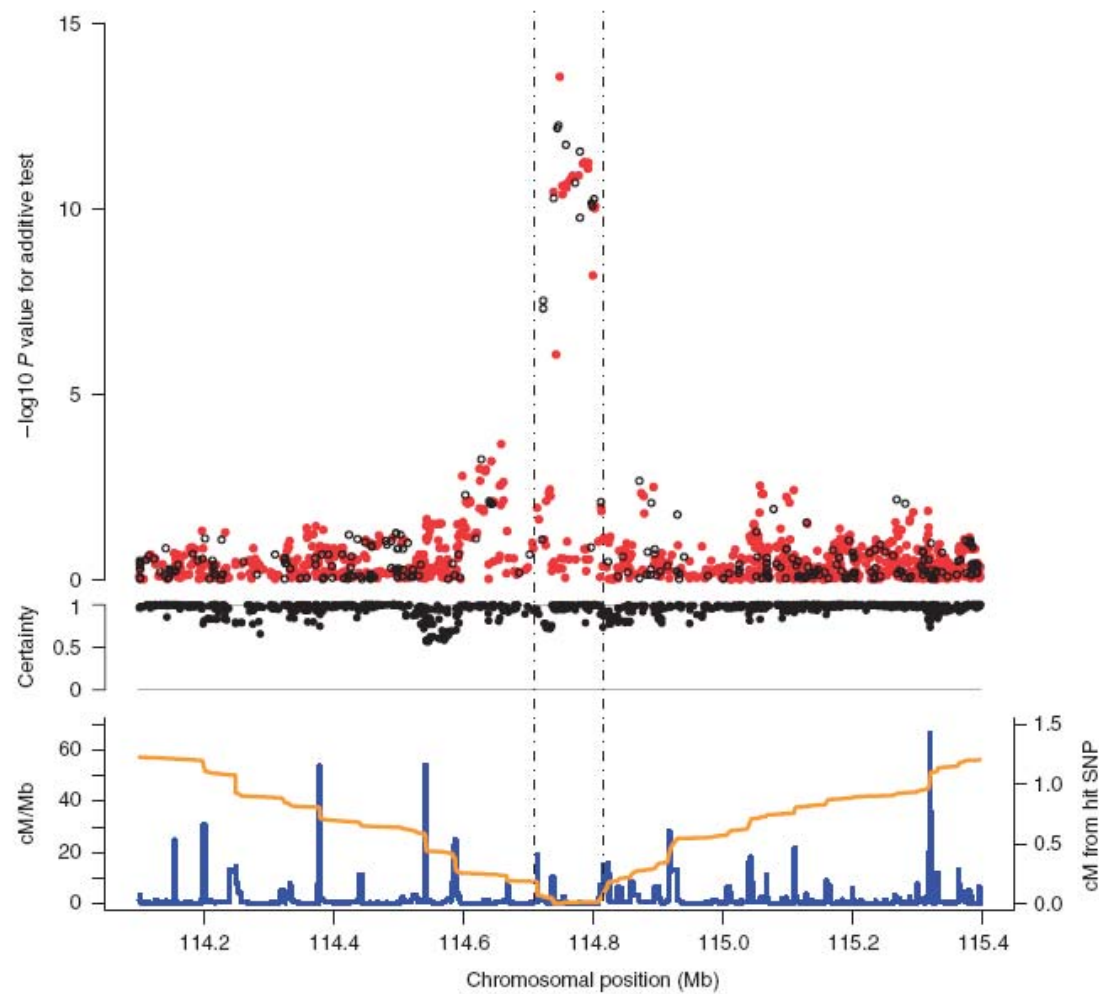 15
10
5
0
−log10 P value for additive test
1
0.5
0
Certainty
60
40
20
0
cM/Mb
1.5
1.0
0.5
0.0
cM from hit SNP
114.2 114.4 114.6 114.8 115.0 115.2 115.4
Chromosomal position (Mb)